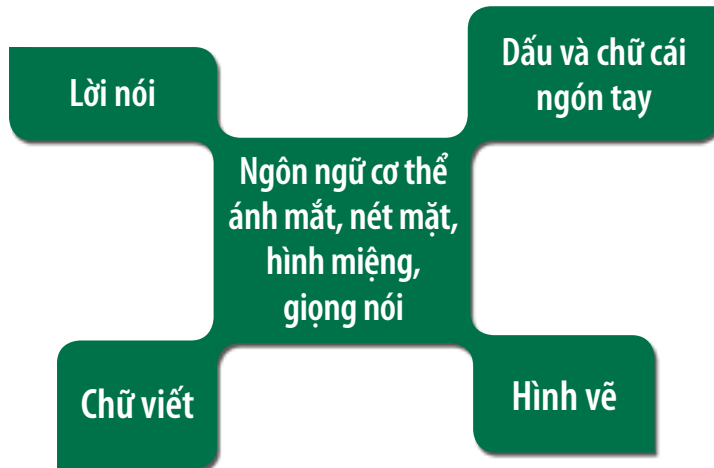 Lời nói
Dấu và chữ cái
ngón tay
Ngôn ngữ cơ thể
ánh mắt, nét mặt,
hình miệng,
giọng nói
Chữ viết
Hình vẽ